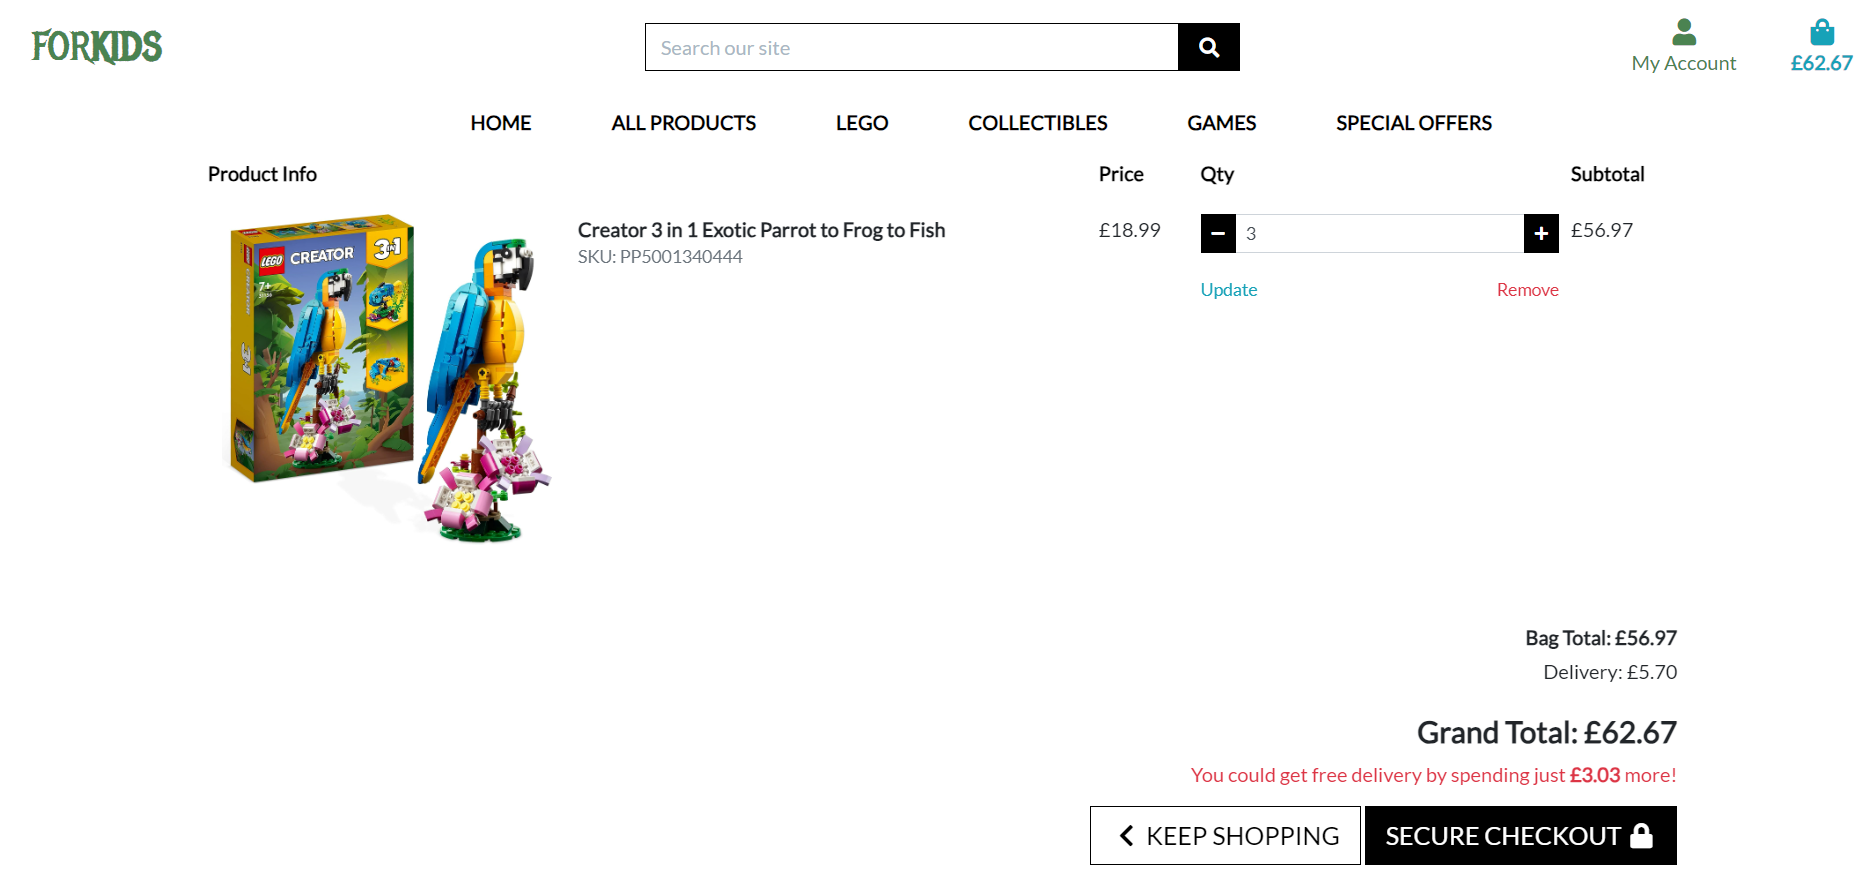 FORKIDS
Search our site
My Account
£62.67
HOME
ALL PRODUCTS
LEGO
COLLECTIBLES
GAMES
SPECIAL OFFERS
Product Info
Price
Qty
Subtotal
LEGO
CREATOR
3in1
7+
Creator 3 in 1 Exotic Parrot to Frog to Fish
SKU: PP5001340444
£18.99
3
£56.97
Update
Remove
Bag Total: £56.97
Delivery: £5.70
Grand Total: £62.67
You could get free delivery by spending just £3.03 more!
KEEP SHOPPING
SECURE CHECKOUT